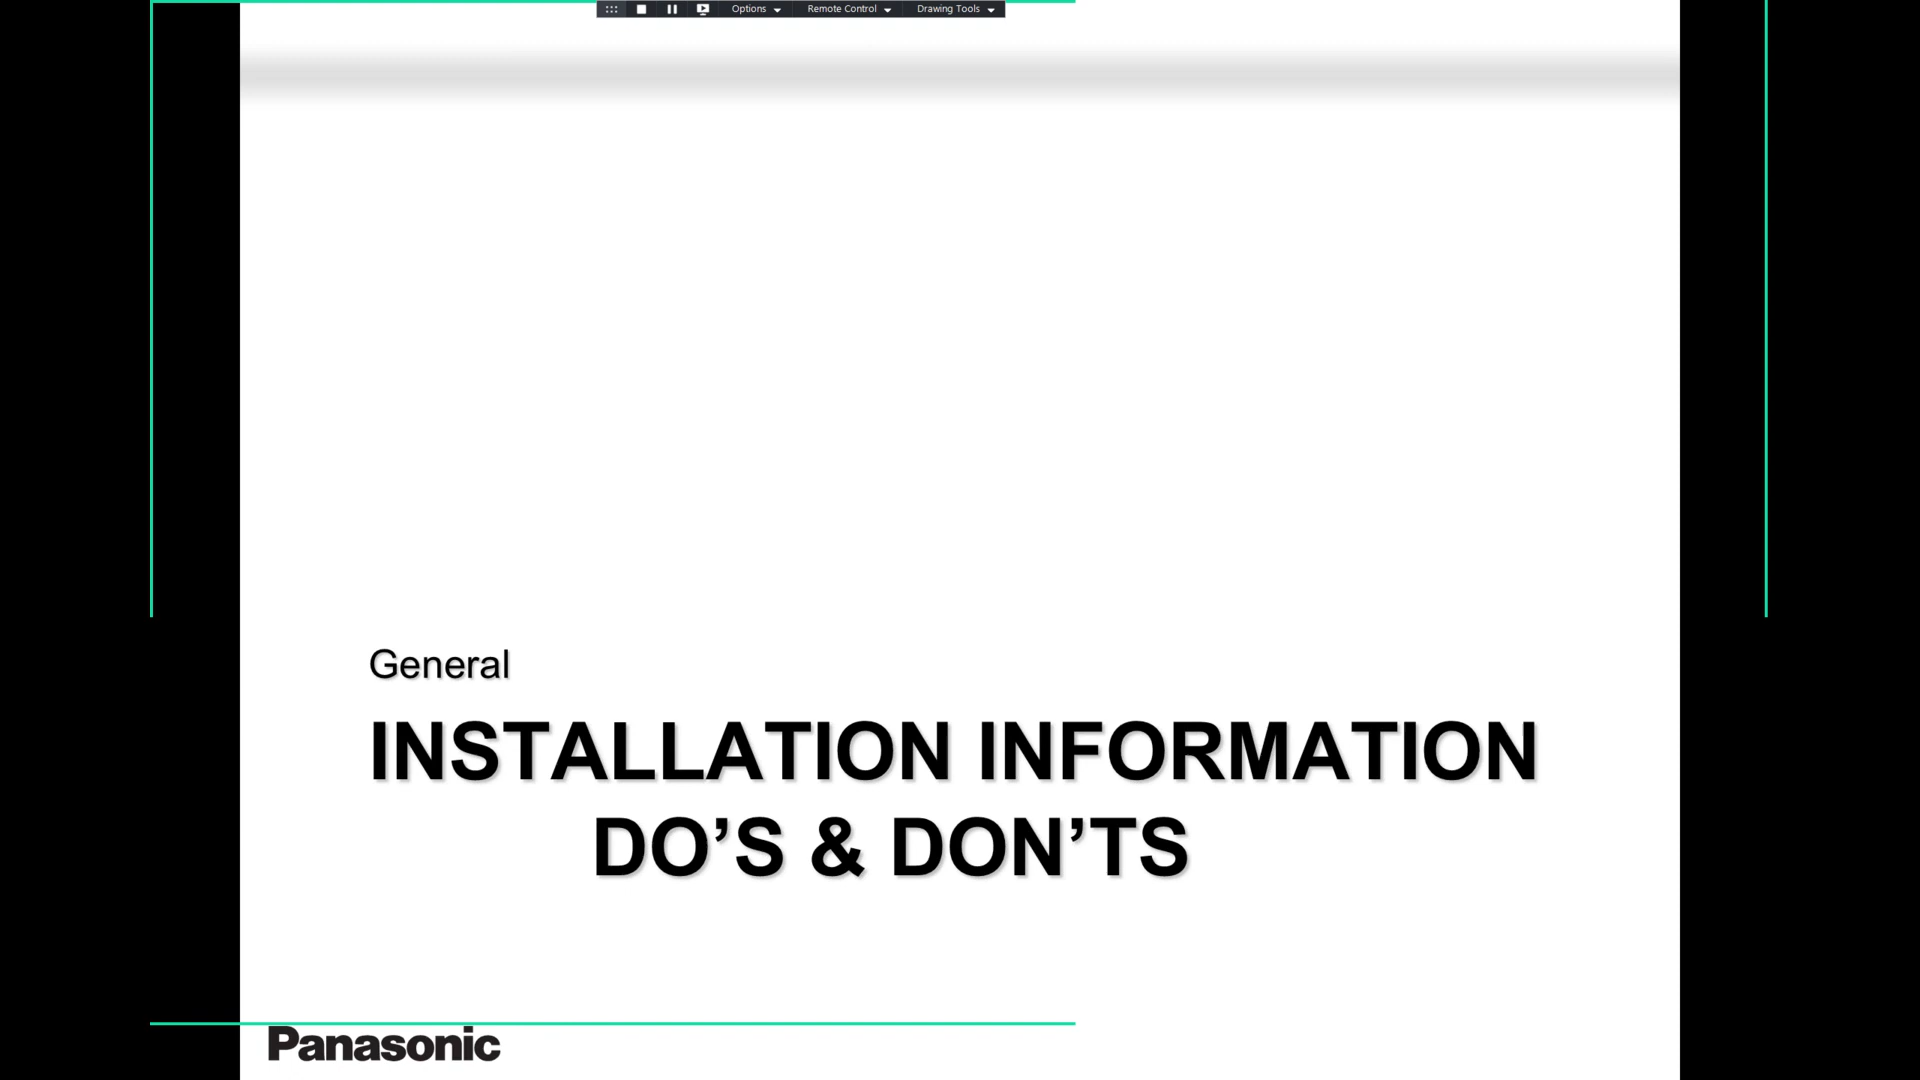 Options Remote Control Drawing Tools
General
INSTALLATION INFORMATION
DO’S & DON’TS
Panasonic